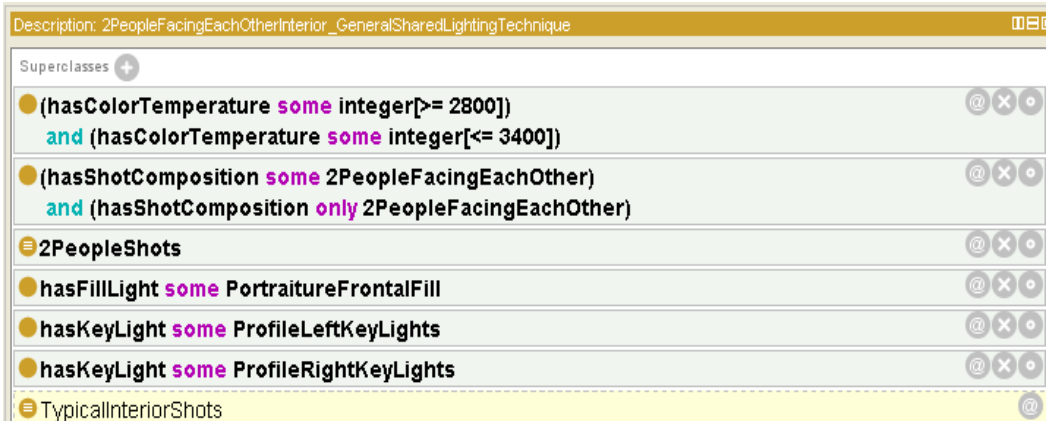 Description: 2PeopleFacingEachOtherInterior_GeneralSharedLightingTechnique
Superclasses
(hasColorTemperature some integer[>= 2800])
and (hasColorTemperature some integer[<= 3400])
(hasShotComposition some 2PeopleFacingEachOther)
and (hasShotComposition only 2PeopleFacingEachOther)
2PeopleShots
hasFillLight some PortraitureFrontalFill
hasKeyLight some ProfileLeftKeyLights
hasKeyLight some ProfileRightKeyLights
TypicalInteriorShots